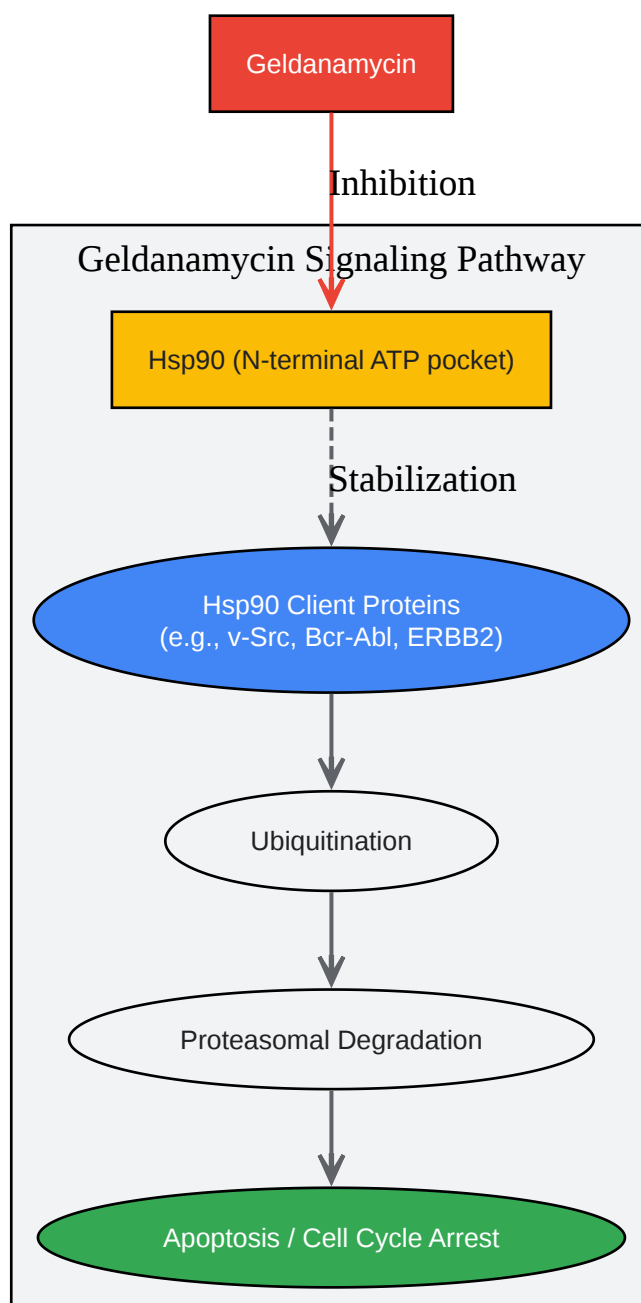 Geldanamycin
Inhibition
Geldanamycin Signaling Pathway
Hsp90 (N-terminal ATP pocket)
Stabilization
Hsp90 Client Proteins
(e.g., v-Src, Bcr-Abl, ERBB2)
Ubiquitination
Proteasomal Degradation
Apoptosis / Cell Cycle Arrest